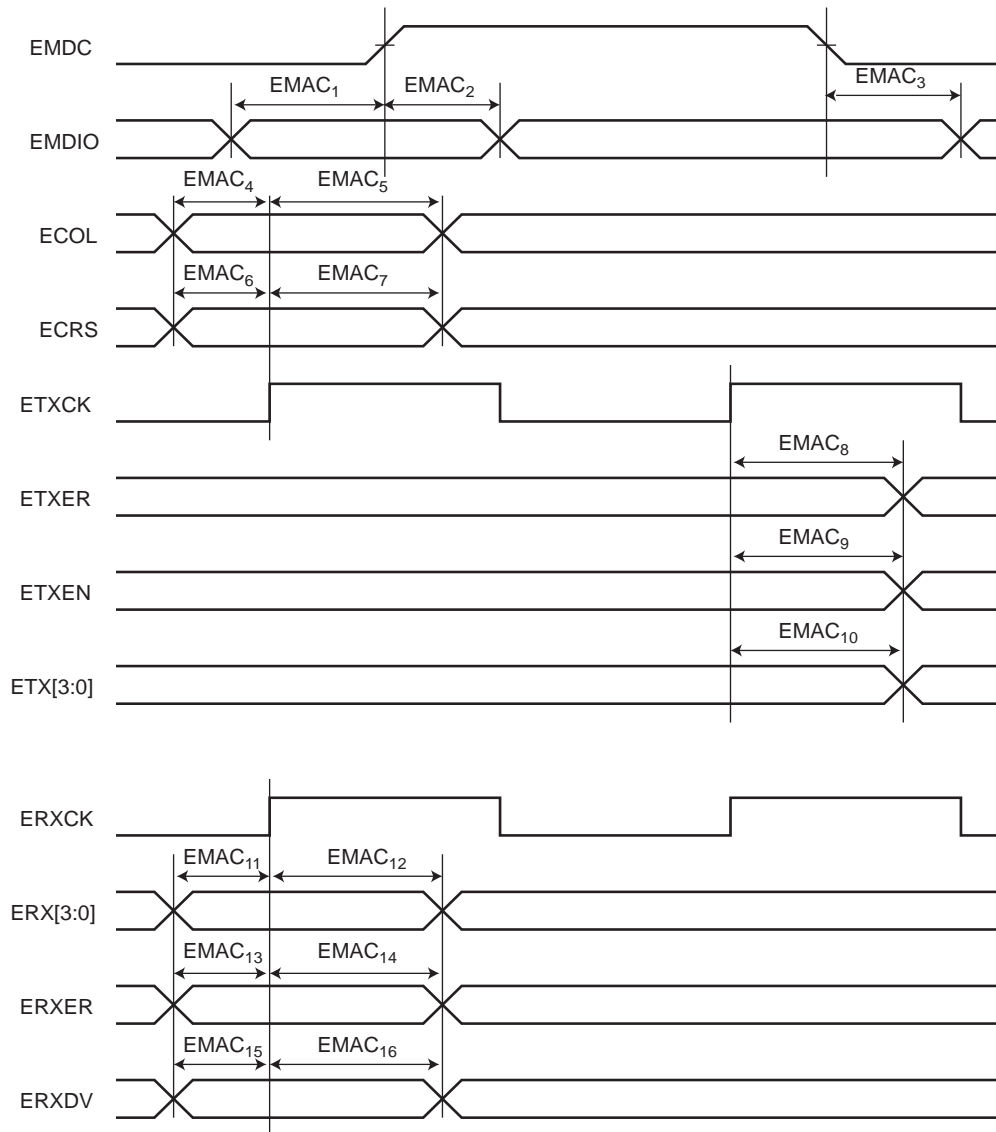 EMDC
EMAC1 EMAC2 EMAC3
EMDIO
EMAC4 EMAC5
ECOL
EMAC6 EMAC7
ECRS
ETXCK
EMAC8
ETXER
EMAC9
ETXEN
EMAC10
ETX[3:0]
ERXCK
EMAC11 EMAC12
ERX[3:0]
EMAC13 EMAC14
ERXER
EMAC15 EMAC16
ERXDV